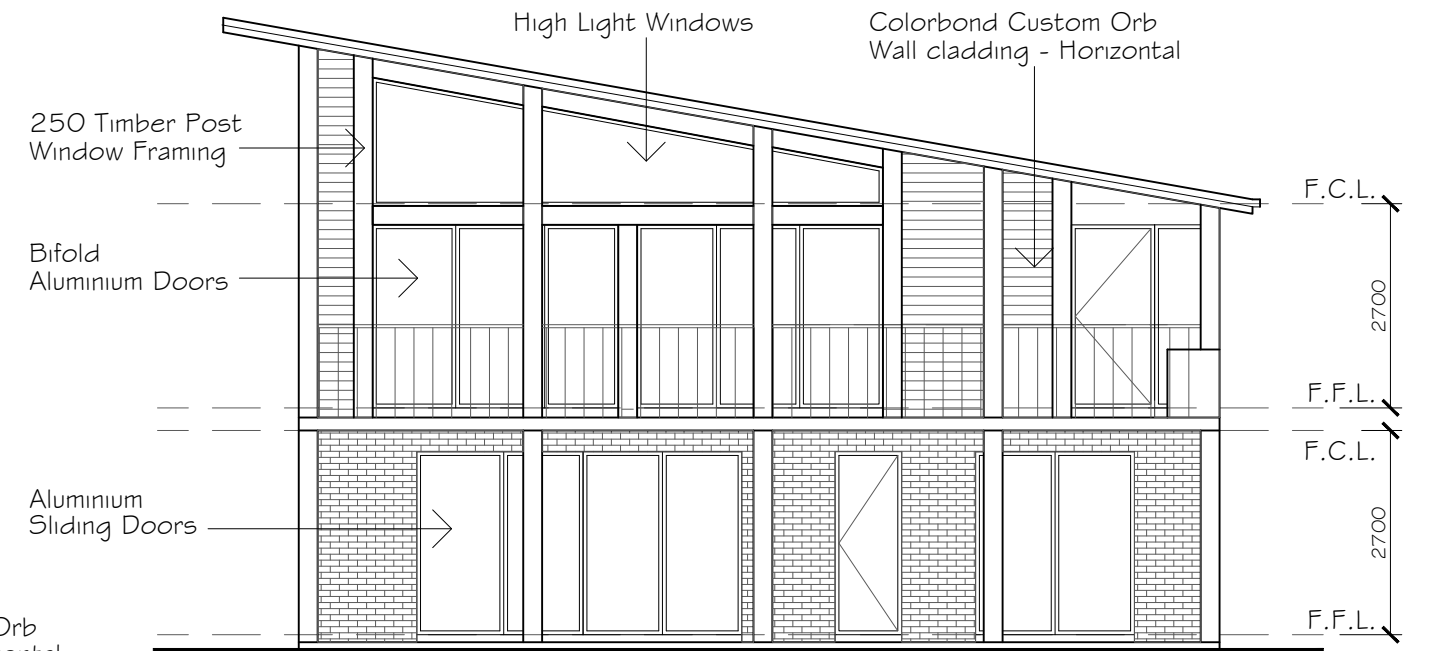 High Light Windows
Colorbond Custom Orb
Wall cladding - Horizontal
250 Timber Post
Window Framing
F.C.L.
Bifold
Aluminium Doors
2700
F.F.L.
F.C.L.
Aluminium
Sliding Doors
2700
F.F.L.
Orb